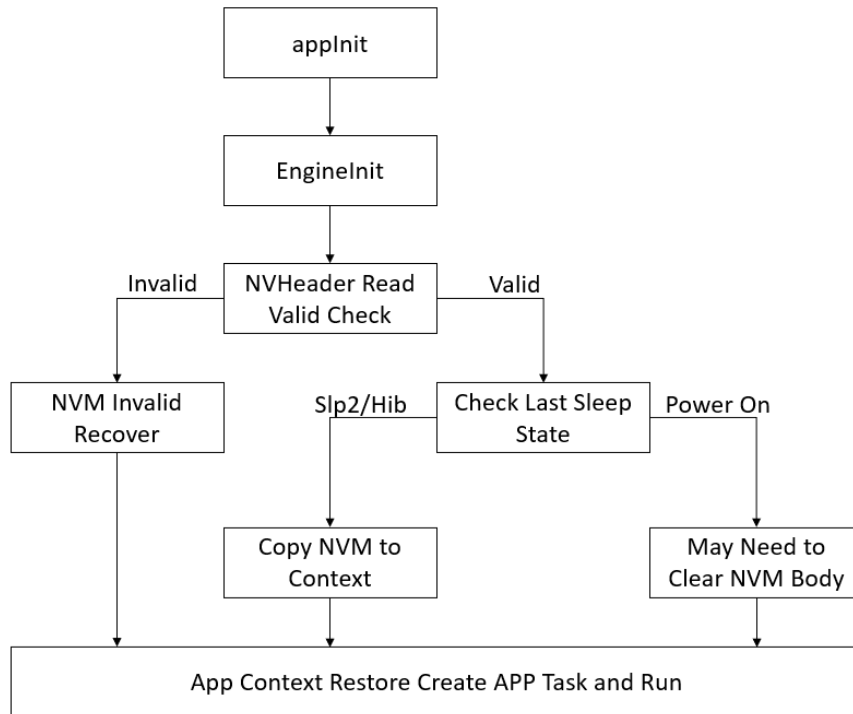 appInit
EngineInit
Invalid
NVHeader Read
Valid Check
Valid
NVM Invalid
Recover
Slp2/Hib
Check Last Sleep
State
Power On
Copy NVM to
Context
May Need to
Clear NVM Body
App Context Restore Create APP Task and Run